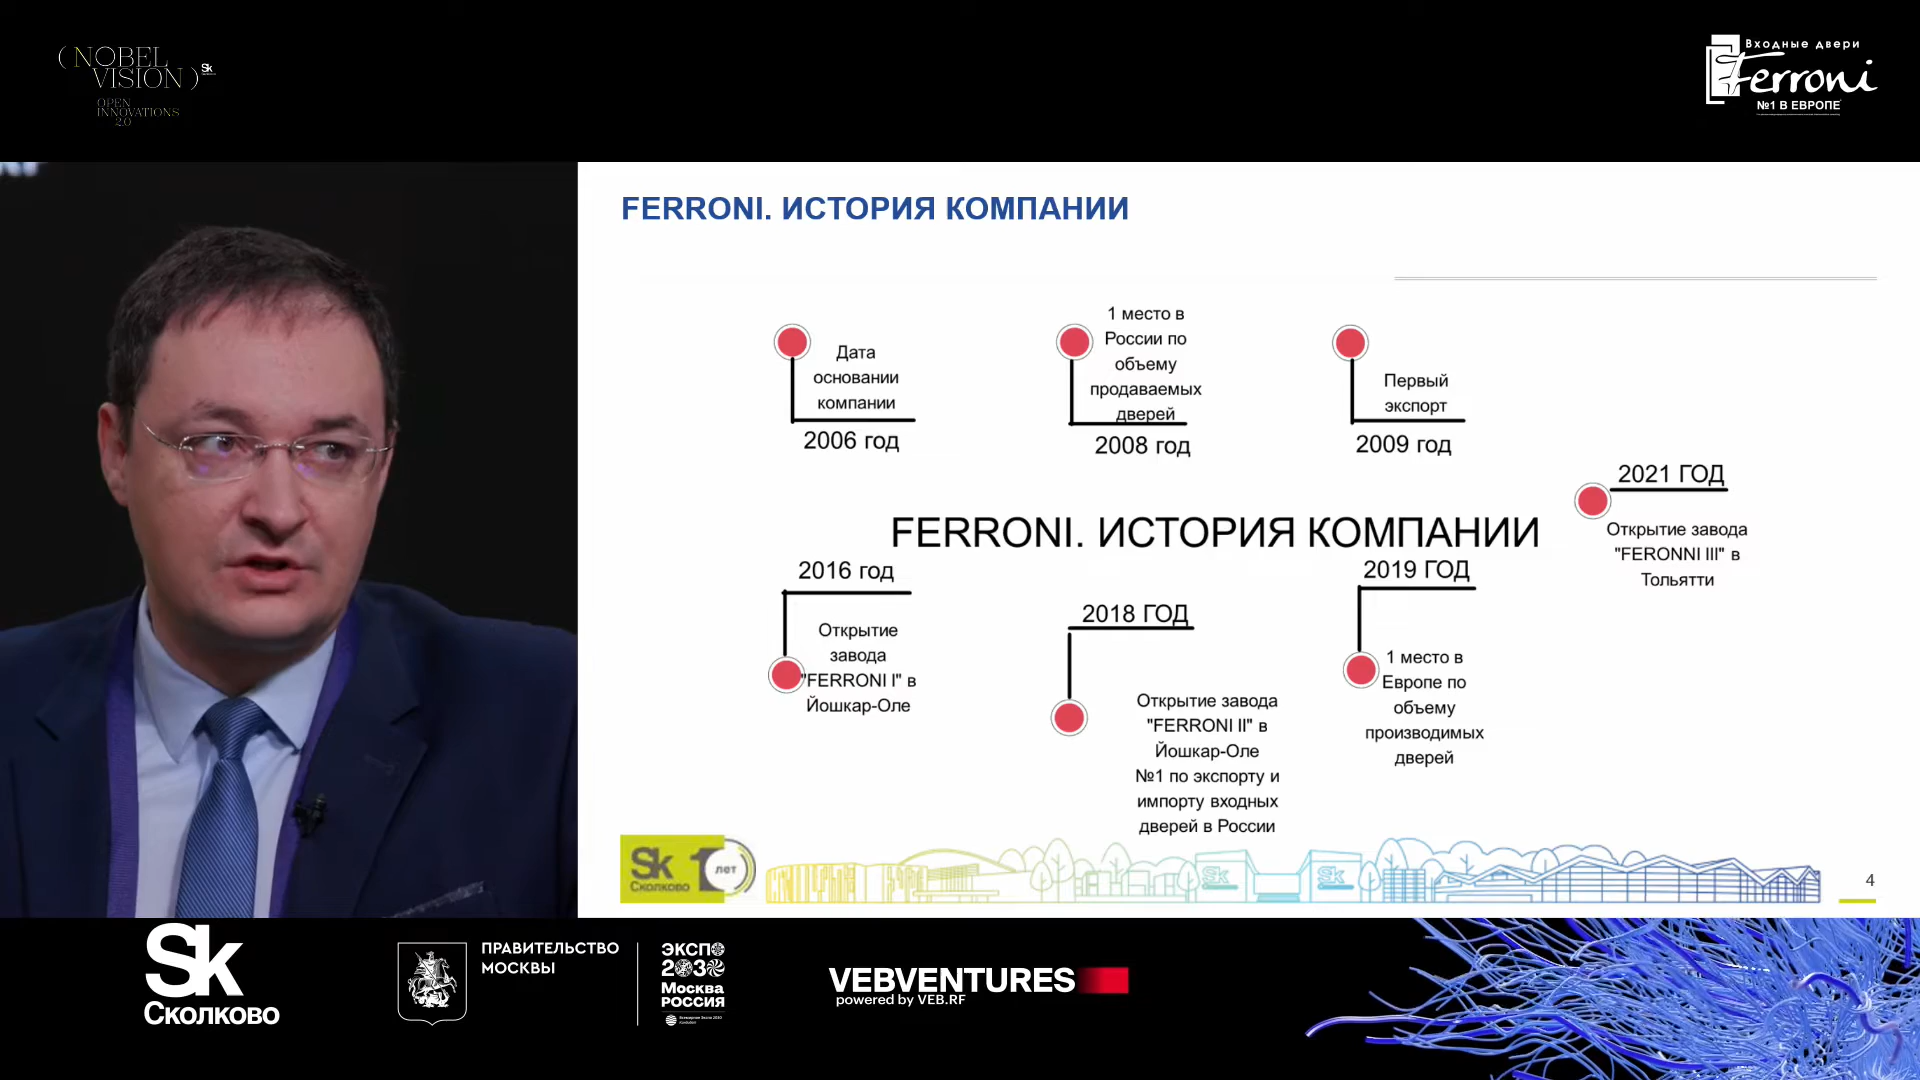 ( NOBEL
VISION )
Sk
OPEN
INNOVATIONS
2.0
Входные двери
Ferroni
№1 В ЕВРОПЕ
FERRONI. ИСТОРИЯ КОМПАНИИ
Дата
основании
компании
2006 год
1 место в
России по
объему
продаваемых
дверей
2008 год
Первый
экспорт
2009 год
2021 ГОД
Открытие завода
"FERONNI III" в
Тольятти
FERRONI. ИСТОРИЯ КОМПАНИИ
2016 год
Открытие
завода
"FERRONI I" в
Йошкар-Оле
2018 ГОД
Открытие завода
"FERRONI II" в
Йошкар-Оле
№1 по экспорту и
импорту входных
дверей в России
2019 ГОД
1 место в
Европе по
объему
производимых
дверей
Sk
Сколково
10 лет
Sk
Sk
4
Sk
Сколково
ПРАВИТЕЛЬСТВО
МОСКВЫ
ЭКСПО
2030
Москва
РОССИЯ
VEBVENTURES
powered by VEB.RF